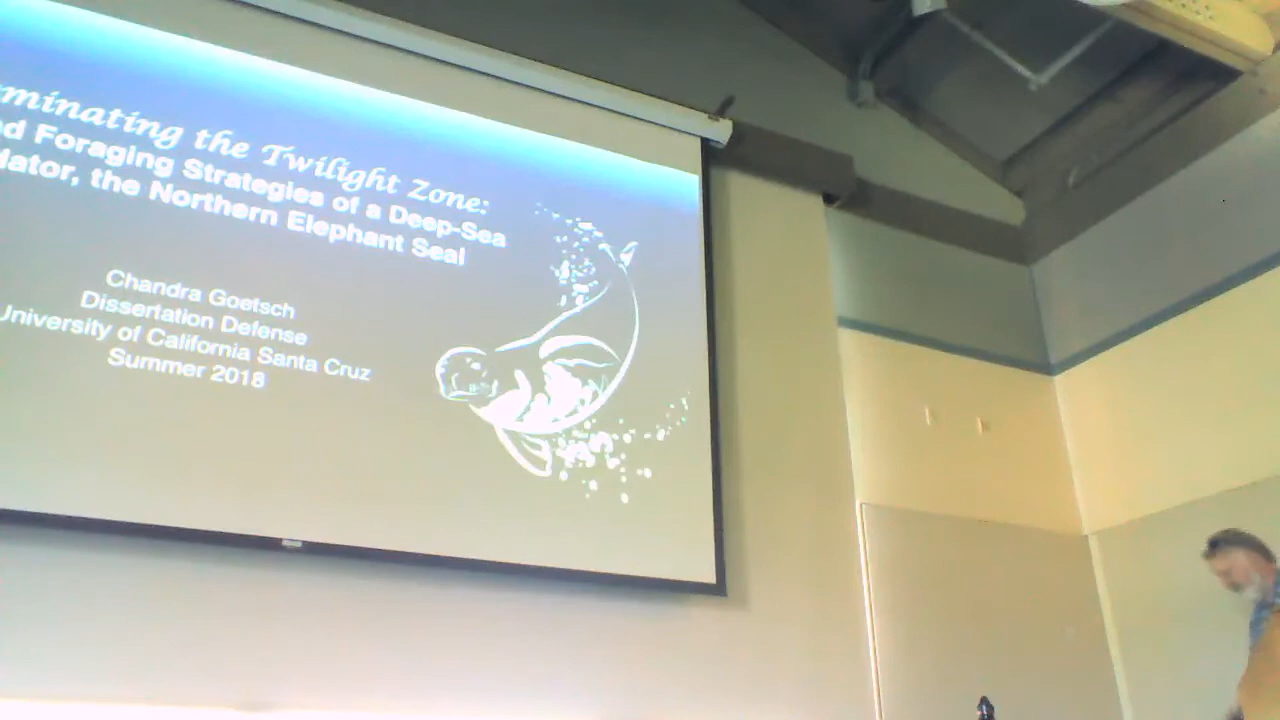 minating the Twilight Zone:
d Foraging Strategies of a Deep-Sea
dator, the Northern Elephant Seal
Chandra Goetsch
Dissertation Defense
University of California Santa Cruz
Summer 2018